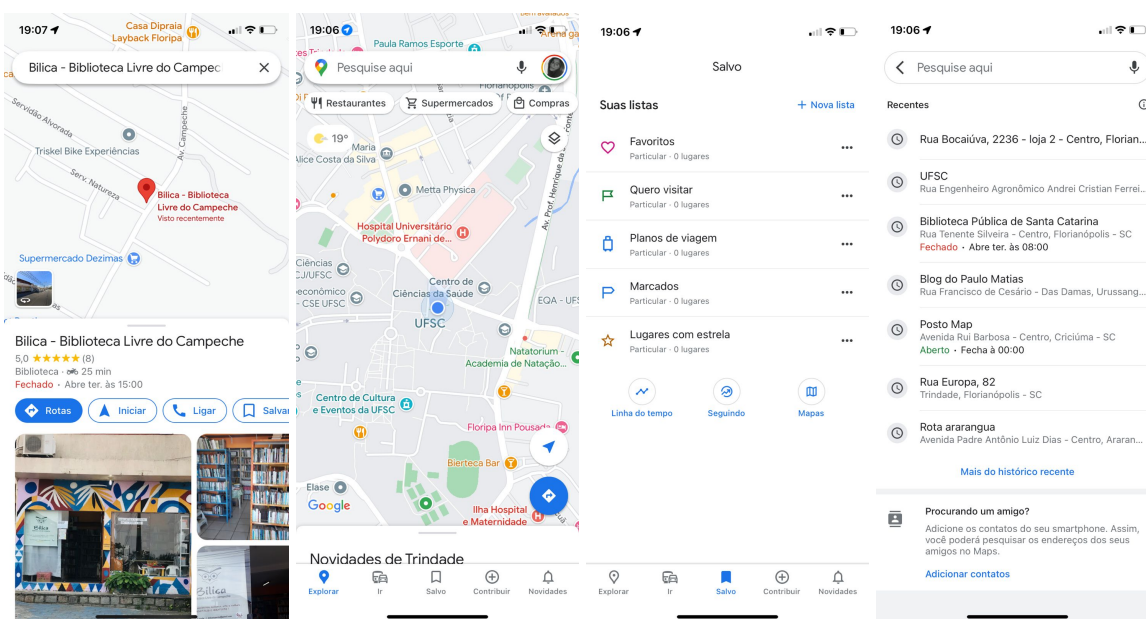 19:07
Casa Dipraia
Layback Floripa
Bilica - Biblioteca Livre do Campec
Servidão Alvorada
Av. Campeche
Triskel Bike Experiências
Serv. Natureza
Bilica - Biblioteca
Livre do Campeche
Visto recentemente
Supermercado Dezimas
Bilica - Biblioteca Livre do Campeche
5,0 (8)
Biblioteca · 25 min
Fechado · Abre ter. às 15:00
Rotas
Iniciar
Ligar
Salvar
Bilica
Bilica
19:06
Paula Ramos Esporte
Pesquise aqui
Florianópolis
Restaurantes
Supermercados
Compras
19°
Maria
Alice Costa da Silva
Metta Physica
Av. Prof. Henrique da
Hospital Universitário
Polydoro Ernani de...
Ciências
CJ/UFSC
econômico
- CSE UFSC
Centro de
Ciências da Saúde
EQA - UFS
UFSC
Natatorium -
Academia de Natação...
Centro de Cultura
e Eventos da UFSC
Floripa Inn Pousada
Bierteca Bar
Elase
Google
Ilha Hospital
e Maternidade
Novidades de Trindade
Explorar
Ir
Salvo
Contribuir
Novidades
19:06
Salvo
Suas listas
+ Nova lista
Favoritos
Particular · 0 lugares
Quero visitar
Particular · 0 lugares
Planos de viagem
Particular · 0 lugares
Marcados
Particular · 0 lugares
Lugares com estrela
Particular · 0 lugares
Linha do tempo
Seguindo
Mapas
Explorar
Ir
Salvo
Contribuir
Novidades
19:06
Pesquise aqui
Recentes
Rua Bocaiúva, 2236 - loja 2 - Centro, Florian...
UFSC
Rua Engenheiro Agronômico Andrei Cristian Ferrei...
Biblioteca Pública de Santa Catarina
Rua Tenente Silveira - Centro, Florianópolis - SC
Fechado · Abre ter. às 08:00
Blog do Paulo Matias
Rua Francisco de Cesário - Das Damas, Urussang...
Posto Map
Avenida Rui Barbosa - Centro, Criciúma - SC
Aberto · Fecha à 00:00
Rua Europa, 82
Trindade, Florianópolis - SC
Rota ararangua
Avenida Padre Antônio Luiz Dias - Centro, Araran...
Mais do histórico recente
Procurando um amigo?
Adicione os contatos do seu smartphone. Assim,
você poderá pesquisar os endereços dos seus
amigos no Maps.
Adicionar contatos